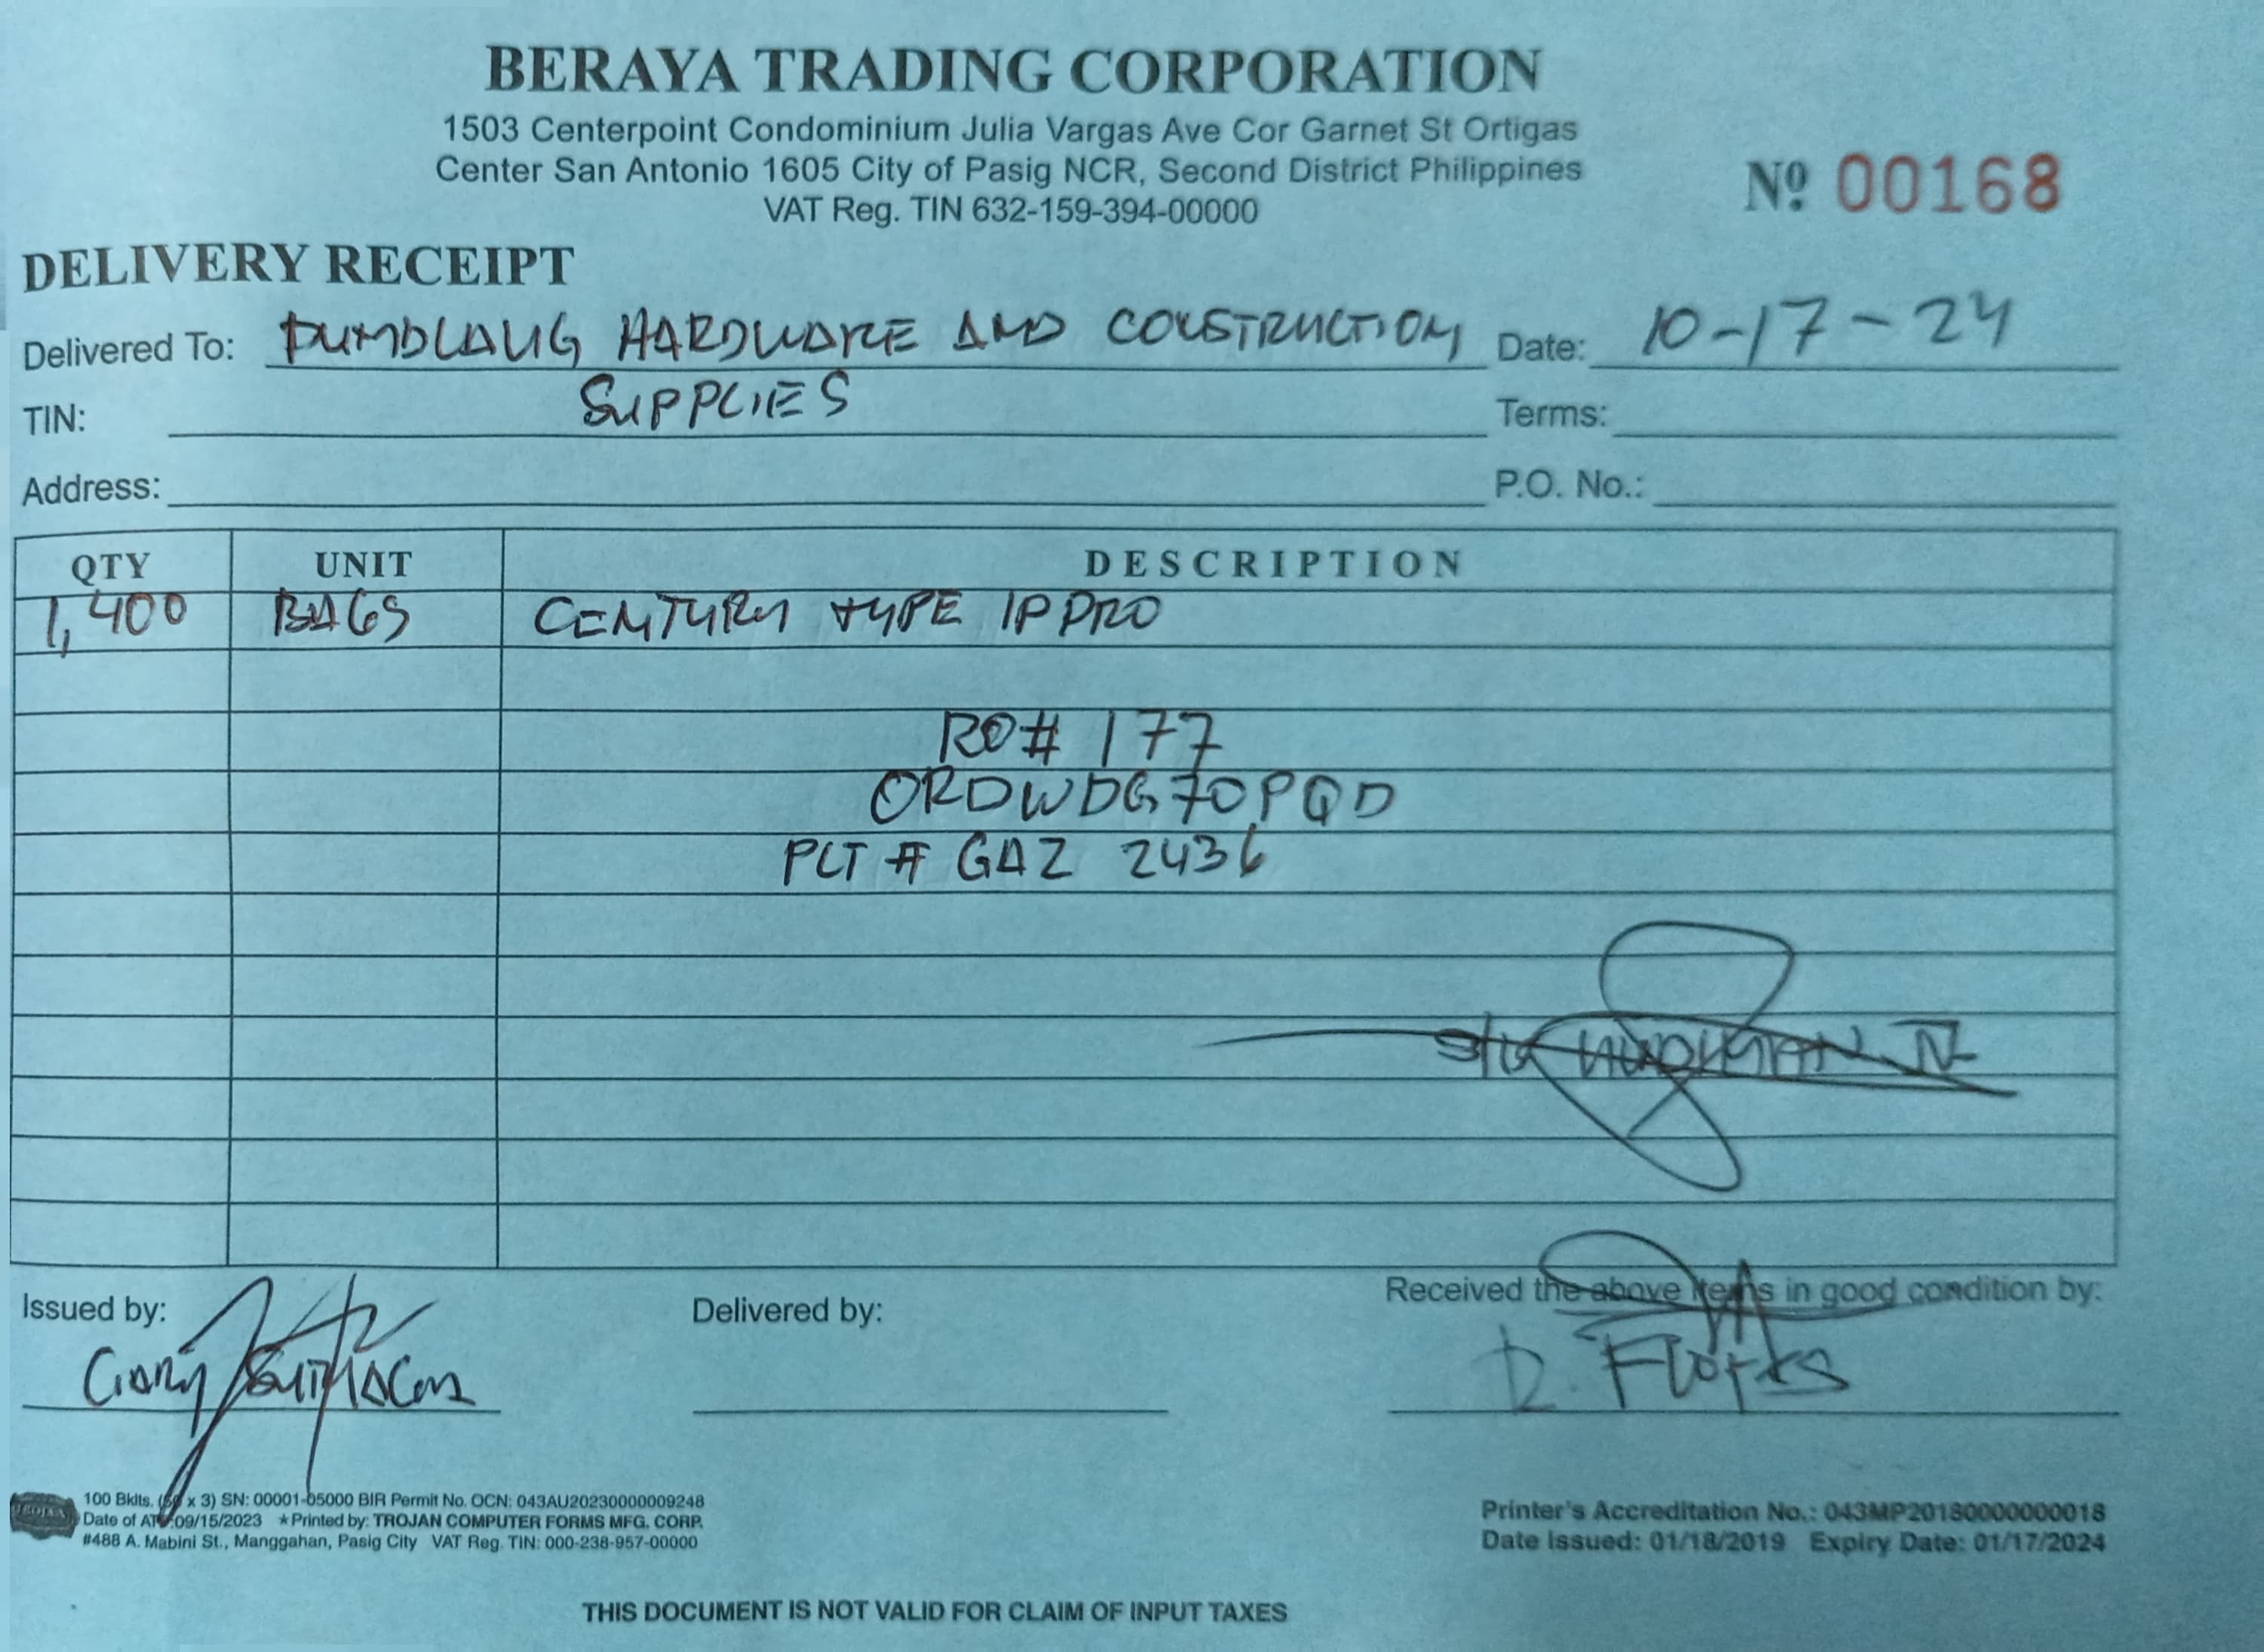 BERAYA TRADING CORPORATION
1503 Centerpoint Condominium Julia Vargas Ave Cor Garnet St Ortigas
Center San Antonio 1605 City of Pasig NCR, Second District Philippines
VAT Reg. TIN 632-159-394-00000
Nº 00168
DELIVERY RECEIPT
Delivered To: DUMDLAUG HARDWARE AND CONSTRUCTION Date: 10-17-24
SUPPLIES
TIN: Terms:
Address: P.O. No.:
QTY UNIT DESCRIPTION
1,400 BAGS CENTURY TYPE 1P PRO
RO# 177
ORDWDG70PQD
PLT # GAZ 2436
Issued by: Delivered by: Received the above items in good condition by:
Gary D. Flores
100 Bklts. (50 x 3) SN: 00001-05000 BIR Permit No. OCN: 043AU20230000009248
Date of ATP:09/15/2023 *Printed by: TROJAN COMPUTER FORMS MFG. CORP.
#488 A. Mabini St., Manggahan, Pasig City VAT Reg. TIN: 000-238-957-00000
Printer's Accreditation No.: 043MP20180000000018
Date Issued: 01/18/2019 Expiry Date: 01/17/2024
THIS DOCUMENT IS NOT VALID FOR CLAIM OF INPUT TAXES